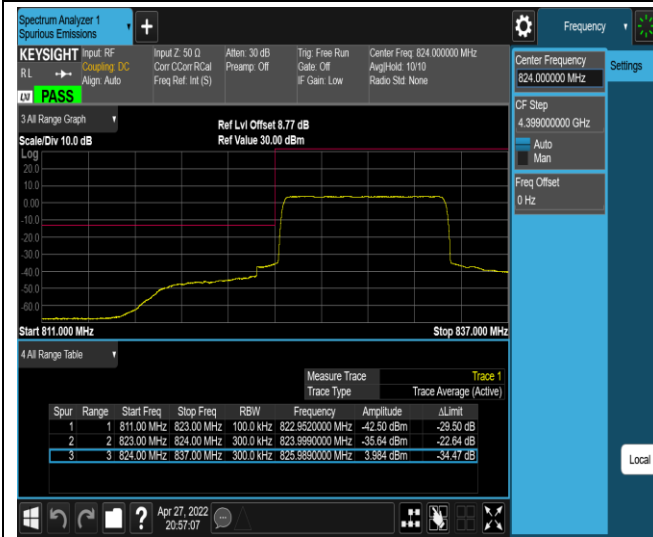 Spectrum Analyzer 1
Spurious Emissions
+
Frequency
KEYSIGHT Input: RF Input Z: 50 Ω Atten: 30 dB Trig: Free Run Center Freq: 824.000000 MHz
RL Coupling: DC Corr CCorr RCal Preamp: Off Gate: Off Avg|Hold: 10/10
Align: Auto Freq Ref: Int (S) IF Gain: Low Radio Std: None
LXI PASS
Center Frequency
824.000000 MHz
Settings
CF Step
4.399000000 GHz
Auto
Man
Freq Offset
0 Hz
3 All Range Graph
Ref Lvl Offset 8.77 dB
Scale/Div 10.0 dB Ref Value 30.00 dBm
Log
20.0
10.0
0.00
-10.0
-20.0
-30.0
-40.0
-50.0
-60.0
Start 811.000 MHz Stop 837.000 MHz
4 All Range Table
Measure Trace Trace 1
Trace Type Trace Average (Active)
Spur Range Start Freq Stop Freq RBW Frequency Amplitude ΔLimit
1 1 811.00 MHz 823.00 MHz 100.0 kHz 822.9520000 MHz -42.50 dBm -29.50 dB
2 2 823.00 MHz 824.00 MHz 300.0 kHz 823.9990000 MHz -35.64 dBm -22.64 dB
3 3 824.00 MHz 837.00 MHz 300.0 kHz 825.9890000 MHz 3.984 dBm -34.47 dB
Local
?
Apr 27, 2022
20:57:07